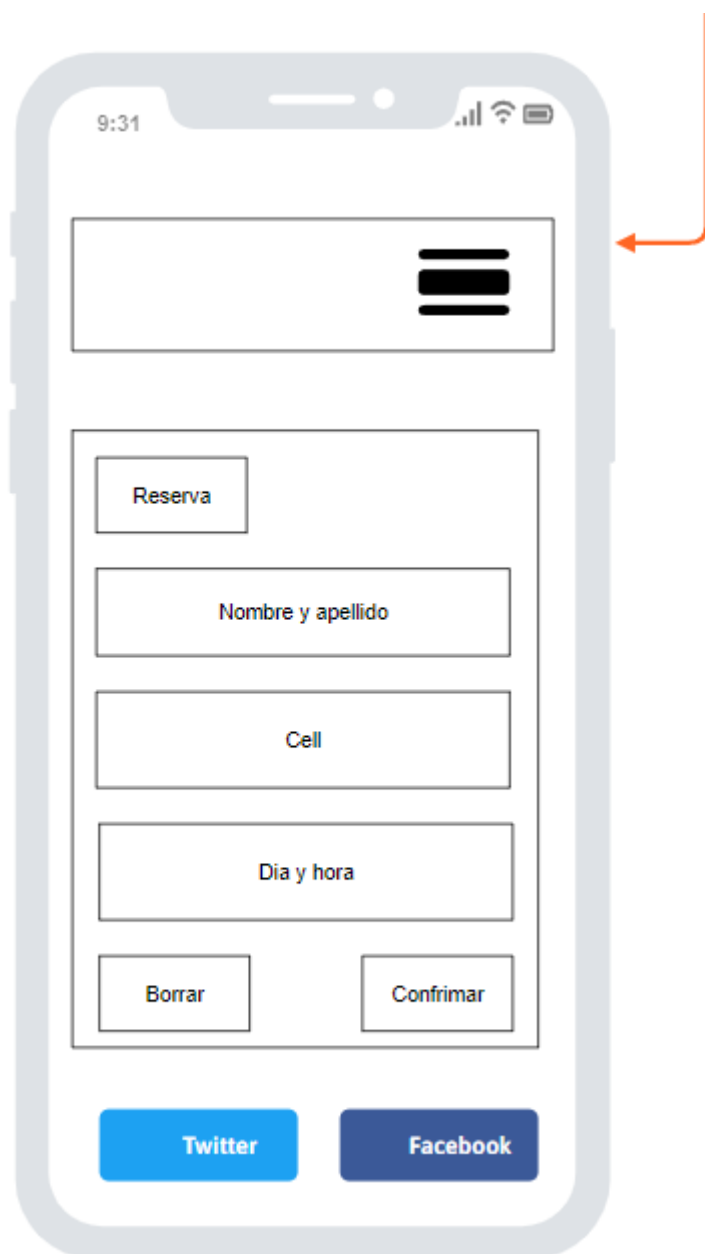 9:31
Reserva
Nombre y apellido
Cell
Dia y hora
Borrar
Confrimar
Twitter
Facebook